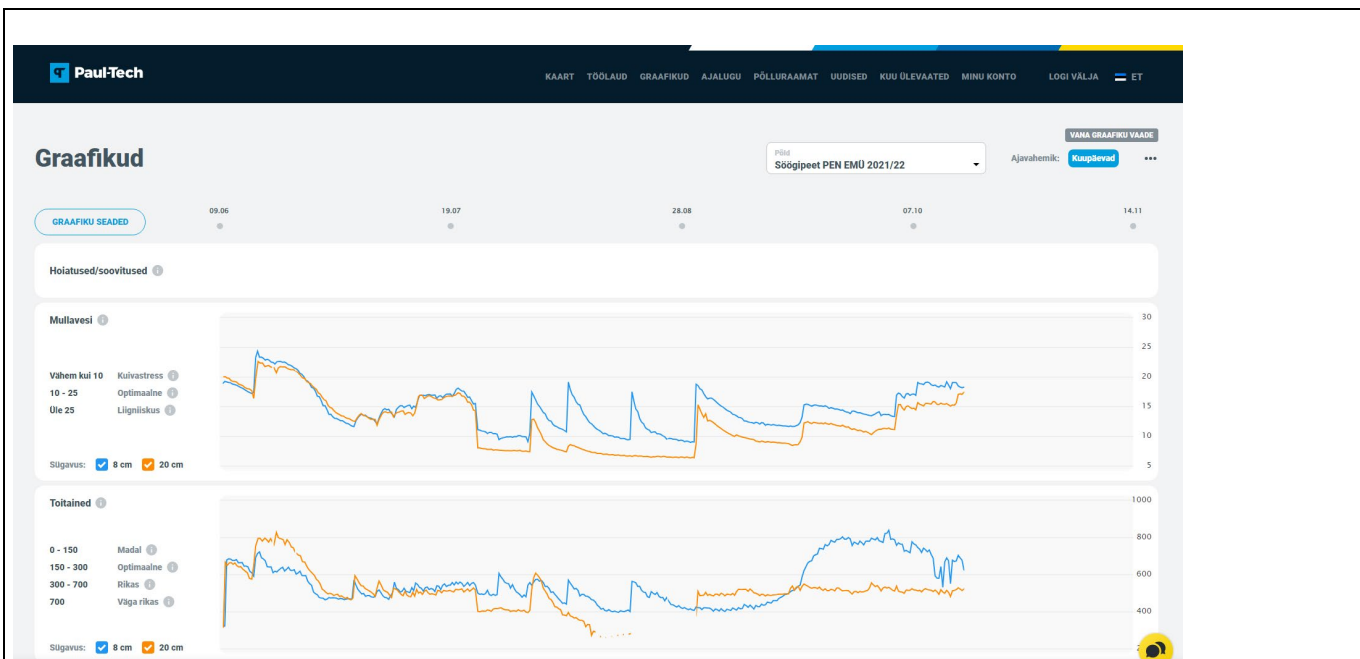 Paul-Tech
KAART TÖÖLAUD GRAAFIKUD AJALUGU PÕLLURAAMAT UUDISED KUU ÜLEVAATED MINU KONTO LOGI VÄLJA ET
VANA GRAAFIKU VAADE
Graafikud
Põld
Söögipeet PEN EMÜ 2021/22
Ajavahemik: Kuupäevad
GRAAFIKU SEADED
09.06 19.07 28.08 07.10 14.11
Hoiatused/soovitused
Mullavesi
Vähem kui 10 Kuivastress
10 - 25 Optimaalne
Üle 25 Liigniiskus
Sügavus: 8 cm 20 cm
30
25
20
15
10
5
Toitained
0 - 150 Madal
150 - 300 Optimaalne
300 - 700 Rikas
700 Väga rikas
Sügavus: 8 cm 20 cm
1000
800
600
400